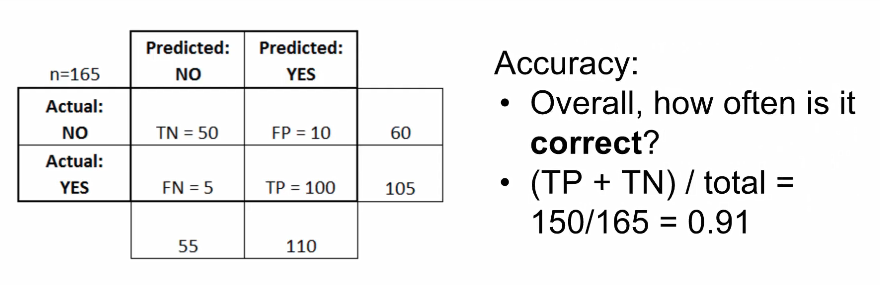 Predicted: Predicted:
n=165 NO YES
Actual:
NO TN = 50 FP = 10 60
Actual:
YES FN = 5 TP = 100 105
55 110
Accuracy:
• Overall, how often is it
correct?
• (TP + TN) / total =
150/165 = 0.91